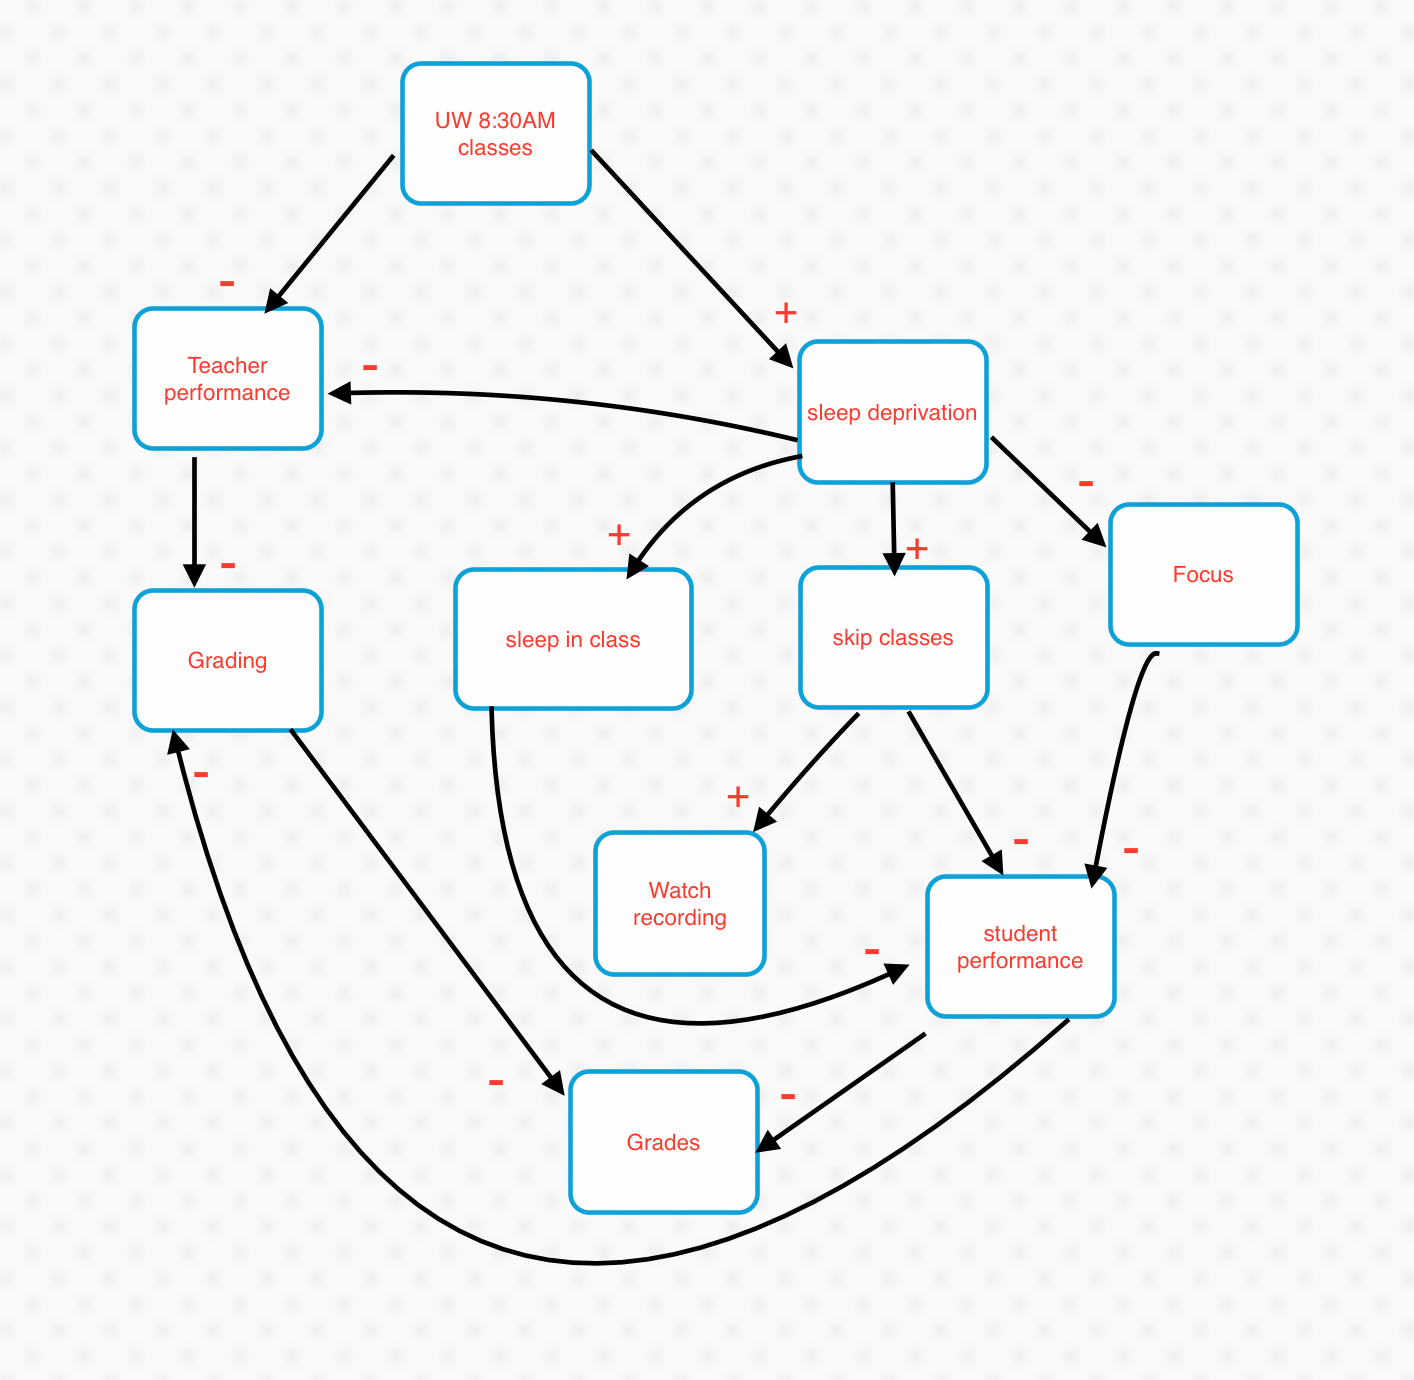 UW 8:30AM
classes
-
+
Teacher
performance
-
sleep deprivation
-
+
+
-
Focus
sleep in class
skip classes
Grading
-
+
-
-
Watch
recording
student
performance
-
-
-
Grades